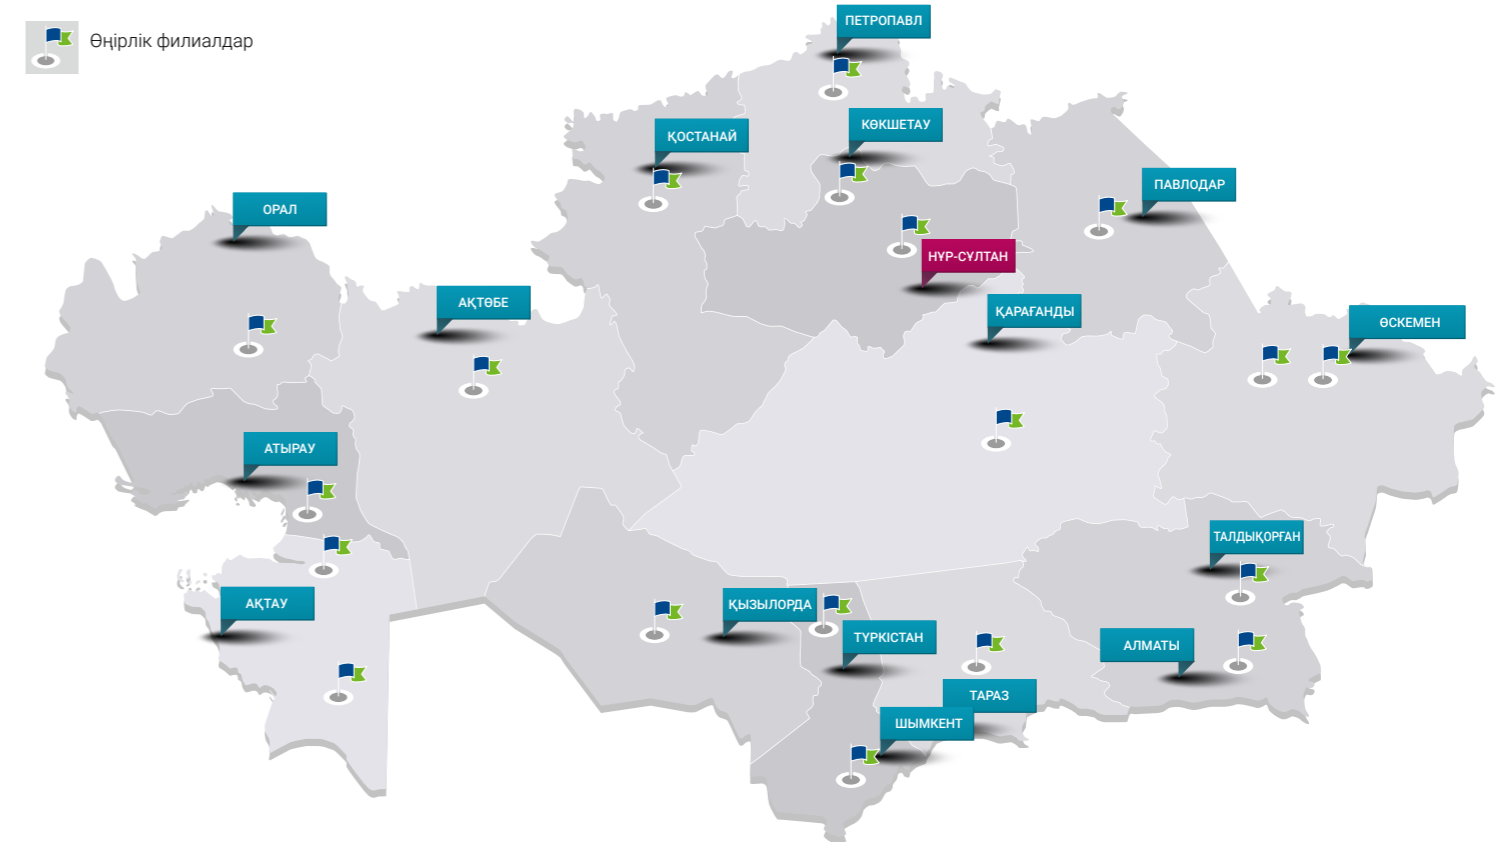 Өңірлік филиалдар
ПЕТРОПАВЛ
КӨКШЕТАУ
ҚОСТАНАЙ
ПАВЛОДАР
ОРАЛ
НҰР-СҰЛТАН
АҚТӨБЕ
ҚАРАҒАНДЫ
ӨСКЕМЕН
АТЫРАУ
ТАЛДЫҚОРҒАН
АҚТАУ
ҚЫЗЫЛОРДА
ТҮРКІСТАН
АЛМАТЫ
ТАРАЗ
ШЫМКЕНТ